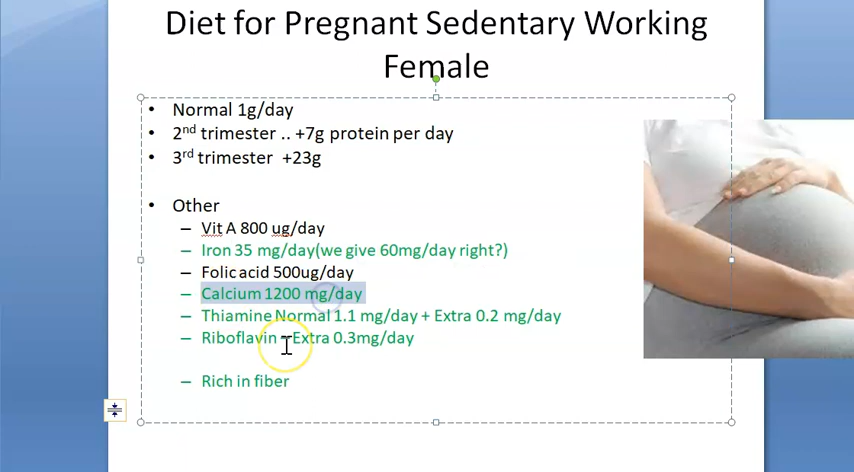 Diet for Pregnant Sedentary Working
Female
• Normal 1g/day
• 2nd trimester .. +7g protein per day
• 3rd trimester +23g
• Other
– Vit A 800 ug/day
– Iron 35 mg/day(we give 60mg/day right?)
– Folic acid 500ug/day
– Calcium 1200 mg/day
– Thiamine Normal 1.1 mg/day + Extra 0.2 mg/day
– Riboflavin –Extra 0.3mg/day
– Rich in fiber